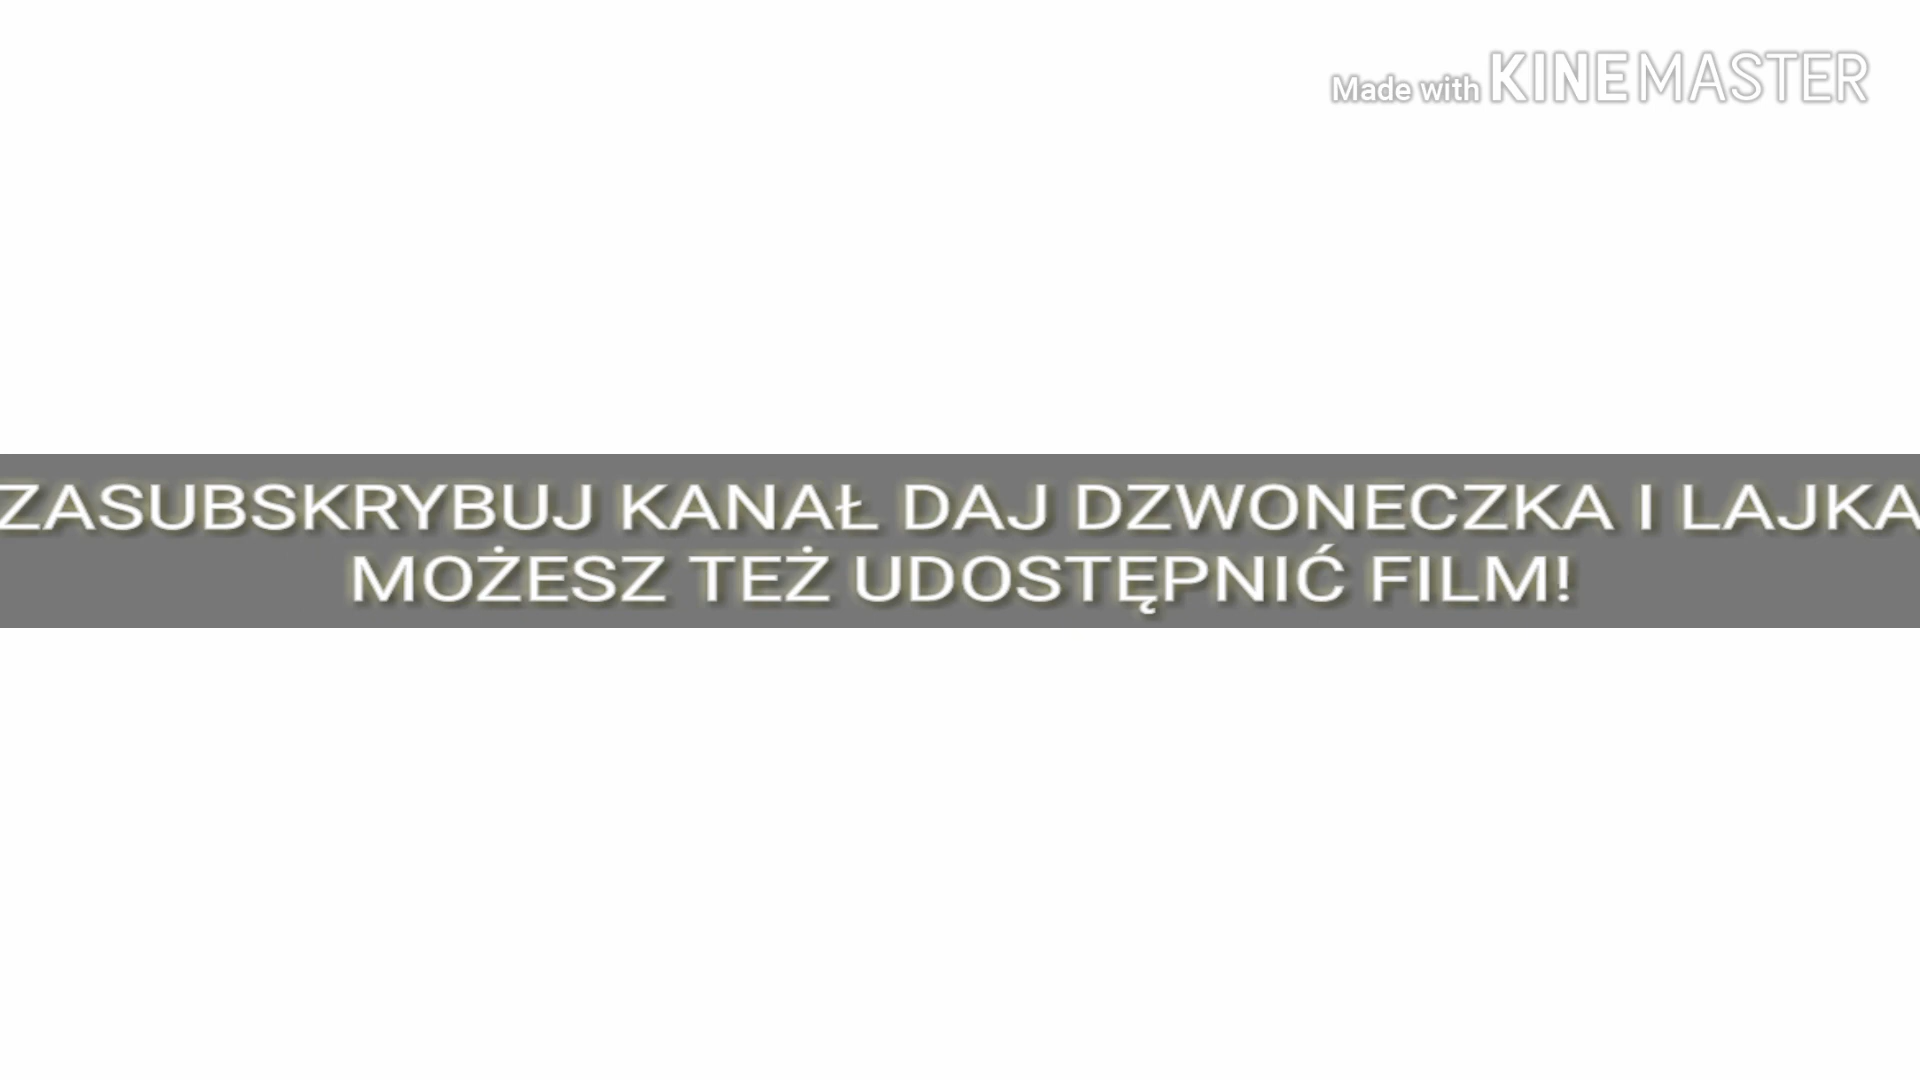 Made with KINEMASTER
ZASUBSKRYBUJ KANAŁ DAJ DZWONECZKA I LAJKA
MOŻESZ TEŻ UDOSTĘPNIĆ FILM!